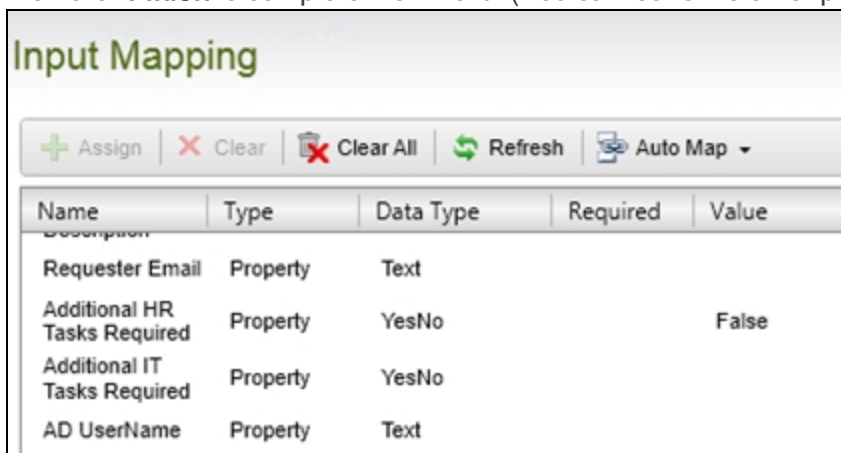 Input Mapping
Assign Clear Clear All Refresh Auto Map
Name Type Data Type Required Value
Description
Requester Email Property Text
Additional HR
Tasks Required Property YesNo False
Additional IT
Tasks Required Property YesNo
AD UserName Property Text